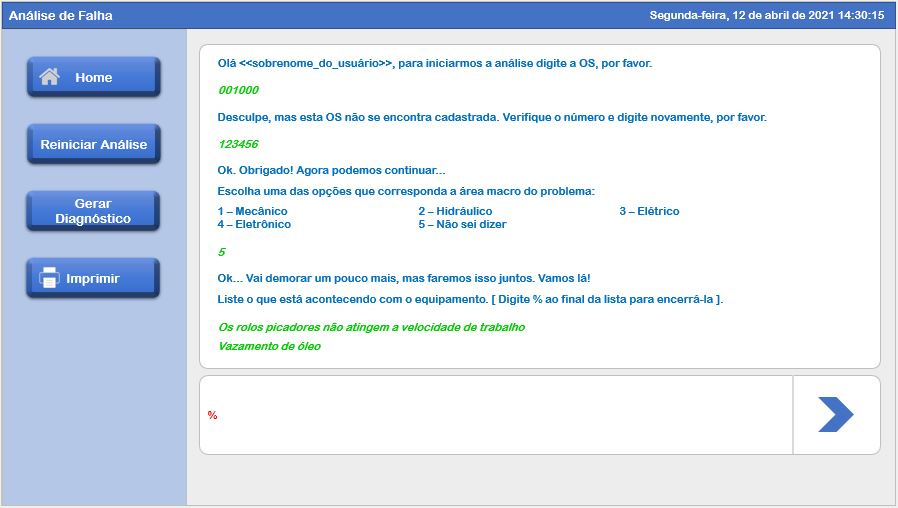 Análise de Falha
Segunda-feira, 12 de abril de 2021 14:30:15
Home
Reiniciar Análise
Gerar
Diagnóstico
Imprimir
Olá <<sobrenome_do_usuário>>, para iniciarmos a análise digite a OS, por favor.
001000
Desculpe, mas esta OS não se encontra cadastrada. Verifique o número e digite novamente, por favor.
123456
Ok. Obrigado! Agora podemos continuar...
Escolha uma das opções que corresponda a área macro do problema:
1 – Mecânico 2 – Hidráulico 3 – Elétrico
4 – Eletrônico 5 – Não sei dizer
5
Ok... Vai demorar um pouco mais, mas faremos isso juntos. Vamos lá!
Liste o que está acontecendo com o equipamento. [ Digite % ao final da lista para encerrá-la ].
Os rolos picadores não atingem a velocidade de trabalho
Vazamento de óleo
%